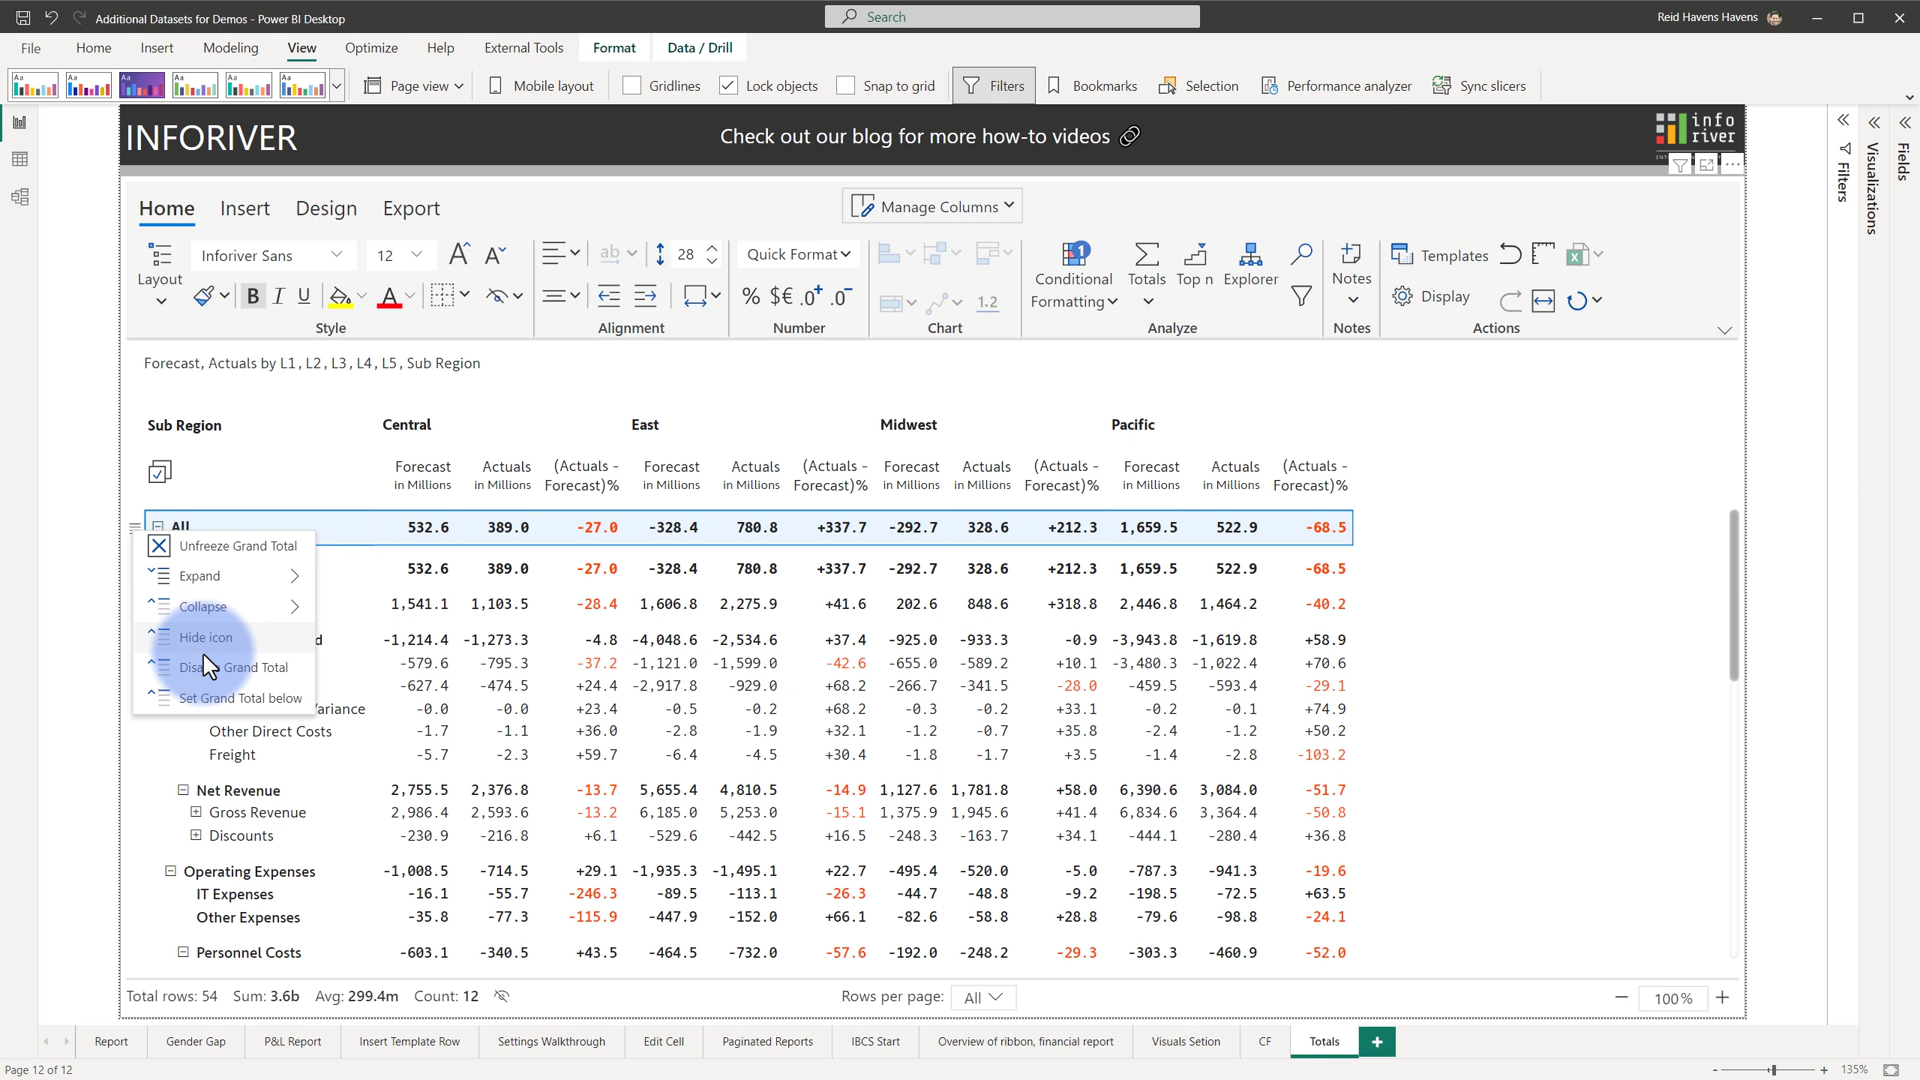 Additional Datasets for Demos - Power BI Desktop
Search
Reid Havens Havens
File Home Insert Modeling View Optimize Help External Tools Format Data / Drill
Aa Aa Aa Aa Aa Aa
Page view Mobile layout Gridlines Lock objects Snap to grid Filters Bookmarks Selection Performance analyzer Sync slicers
INFORIVER Check out our blog for more how-to videos
info
river
Filters
Visualizations
Fields
Home Insert Design Export Manage Columns
Layout
Inforiver Sans 12 A A
B I U A
Style
ab 28
Alignment
Quick Format
% $€ .0+ .0-
Number
1.2
Chart
Conditional
Formatting
Totals
Top n
Explorer
Analyze
Notes
Notes
Templates
Display
Actions
Forecast, Actuals by L1, L2, L3, L4, L5, Sub Region
Sub Region Central East Midwest Pacific
Forecast Actuals (Actuals - Forecast Actuals (Actuals - Forecast Actuals (Actuals - Forecast Actuals (Actuals -
in Millions in Millions Forecast)% in Millions in Millions Forecast)% in Millions in Millions Forecast)% in Millions in Millions Forecast)%
All 532.6 389.0 -27.0 -328.4 780.8 +337.7 -292.7 328.6 +212.3 1,659.5 522.9 -68.5
Unfreeze Grand Total
Expand
Collapse
Hide icon
Grand Total
Set Grand Total below
532.6 389.0 -27.0 -328.4 780.8 +337.7 -292.7 328.6 +212.3 1,659.5 522.9 -68.5
1,541.1 1,103.5 -28.4 1,606.8 2,275.9 +41.6 202.6 848.6 +318.8 2,446.8 1,464.2 -40.2
d -1,214.4 -1,273.3 -4.8 -4,048.6 -2,534.6 +37.4 -925.0 -933.3 -0.9 -3,943.8 -1,619.8 +58.9
-579.6 -795.3 -37.2 -1,121.0 -1,599.0 -42.6 -655.0 -589.2 +10.1 -3,480.3 -1,022.4 +70.6
-627.4 -474.5 +24.4 -2,917.8 -929.0 +68.2 -266.7 -341.5 -28.0 -459.5 -593.4 -29.1
ariance -0.0 -0.0 +23.4 -0.5 -0.2 +68.2 -0.3 -0.2 +33.1 -0.2 -0.1 +74.9
Other Direct Costs -1.7 -1.1 +36.0 -2.8 -1.9 +32.1 -1.2 -0.7 +35.8 -2.4 -1.2 +50.2
Freight -5.7 -2.3 +59.7 -6.4 -4.5 +30.4 -1.8 -1.7 +3.5 -1.4 -2.8 -103.2
Net Revenue 2,755.5 2,376.8 -13.7 5,655.4 4,810.5 -14.9 1,127.6 1,781.8 +58.0 6,390.6 3,084.0 -51.7
Gross Revenue 2,986.4 2,593.6 -13.2 6,185.0 5,253.0 -15.1 1,375.9 1,945.6 +41.4 6,834.6 3,364.4 -50.8
Discounts -230.9 -216.8 +6.1 -529.6 -442.5 +16.5 -248.3 -163.7 +34.1 -444.1 -280.4 +36.8
Operating Expenses -1,008.5 -714.5 +29.1 -1,935.3 -1,495.1 +22.7 -495.4 -520.0 -5.0 -787.3 -941.3 -19.6
IT Expenses -16.1 -55.7 -246.3 -89.5 -113.1 -26.3 -44.7 -48.8 -9.2 -198.5 -72.5 +63.5
Other Expenses -35.8 -77.3 -115.9 -447.9 -152.0 +66.1 -82.6 -58.8 +28.8 -79.6 -98.8 -24.1
Personnel Costs -603.1 -340.5 +43.5 -464.5 -732.0 -57.6 -192.0 -248.2 -29.3 -303.3 -460.9 -52.0
Total rows: 54 Sum: 3.6b Avg: 299.4m Count: 12 Rows per page: All 100%
Report Gender Gap P&L Report Insert Template Row Settings Walkthrough Edit Cell Paginated Reports IBCS Start Overview of ribbon, financial report Visuals Setion CF Totals
Page 12 of 12 135%